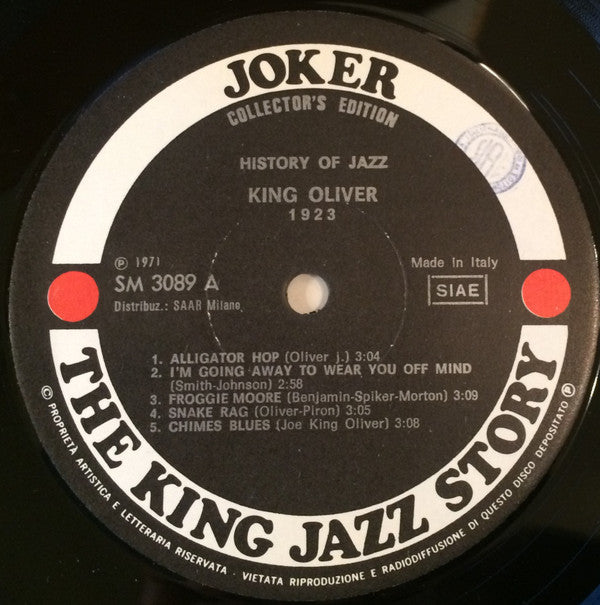 JOKER
COLLECTOR'S EDITION
HISTORY OF JAZZ
KING OLIVER
1923
℗ 1971
SM 3089 A
Distribuz.: SAAR Milano
Made in Italy
SIAE
1. ALLIGATOR HOP (Oliver j.) 3:04
2. I'M GOING AWAY TO WEAR YOU OFF MIND
(Smith-Johnson) 2:58
3. FROGGIE MOORE (Benjamin-Spiker-Morton) 3:09
4. SNAKE RAG (Oliver-Piron) 3:05
5. CHIMES BLUES (Joe King Oliver) 3:08
THE KING JAZZ STORY
© PROPRIETA ARTISTICA E LETTERARIA RISERVATA · VIETATA RIPRODUZIONE E RADIODIFFUSIONE DI QUESTO DISCO DEPOSITATO ℗